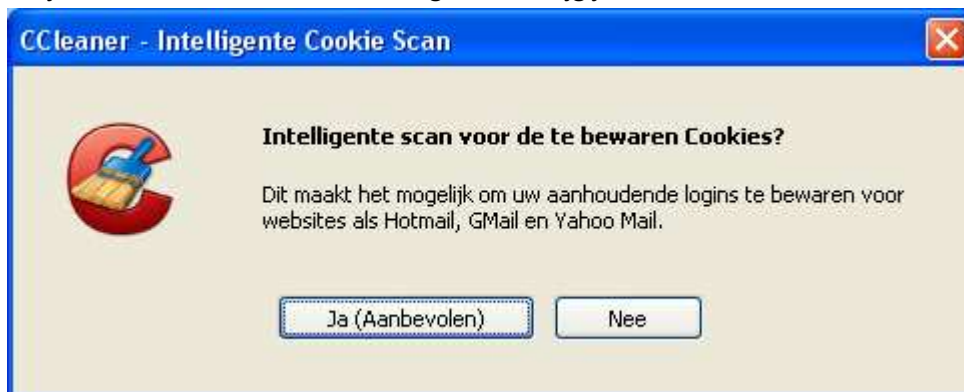 CCleaner - Intelligente Cookie Scan
Intelligente scan voor de te bewaren Cookies?
Dit maakt het mogelijk om uw aanhoudende logins te bewaren voor
websites als Hotmail, GMail en Yahoo Mail.
Ja (Aanbevolen)
Nee